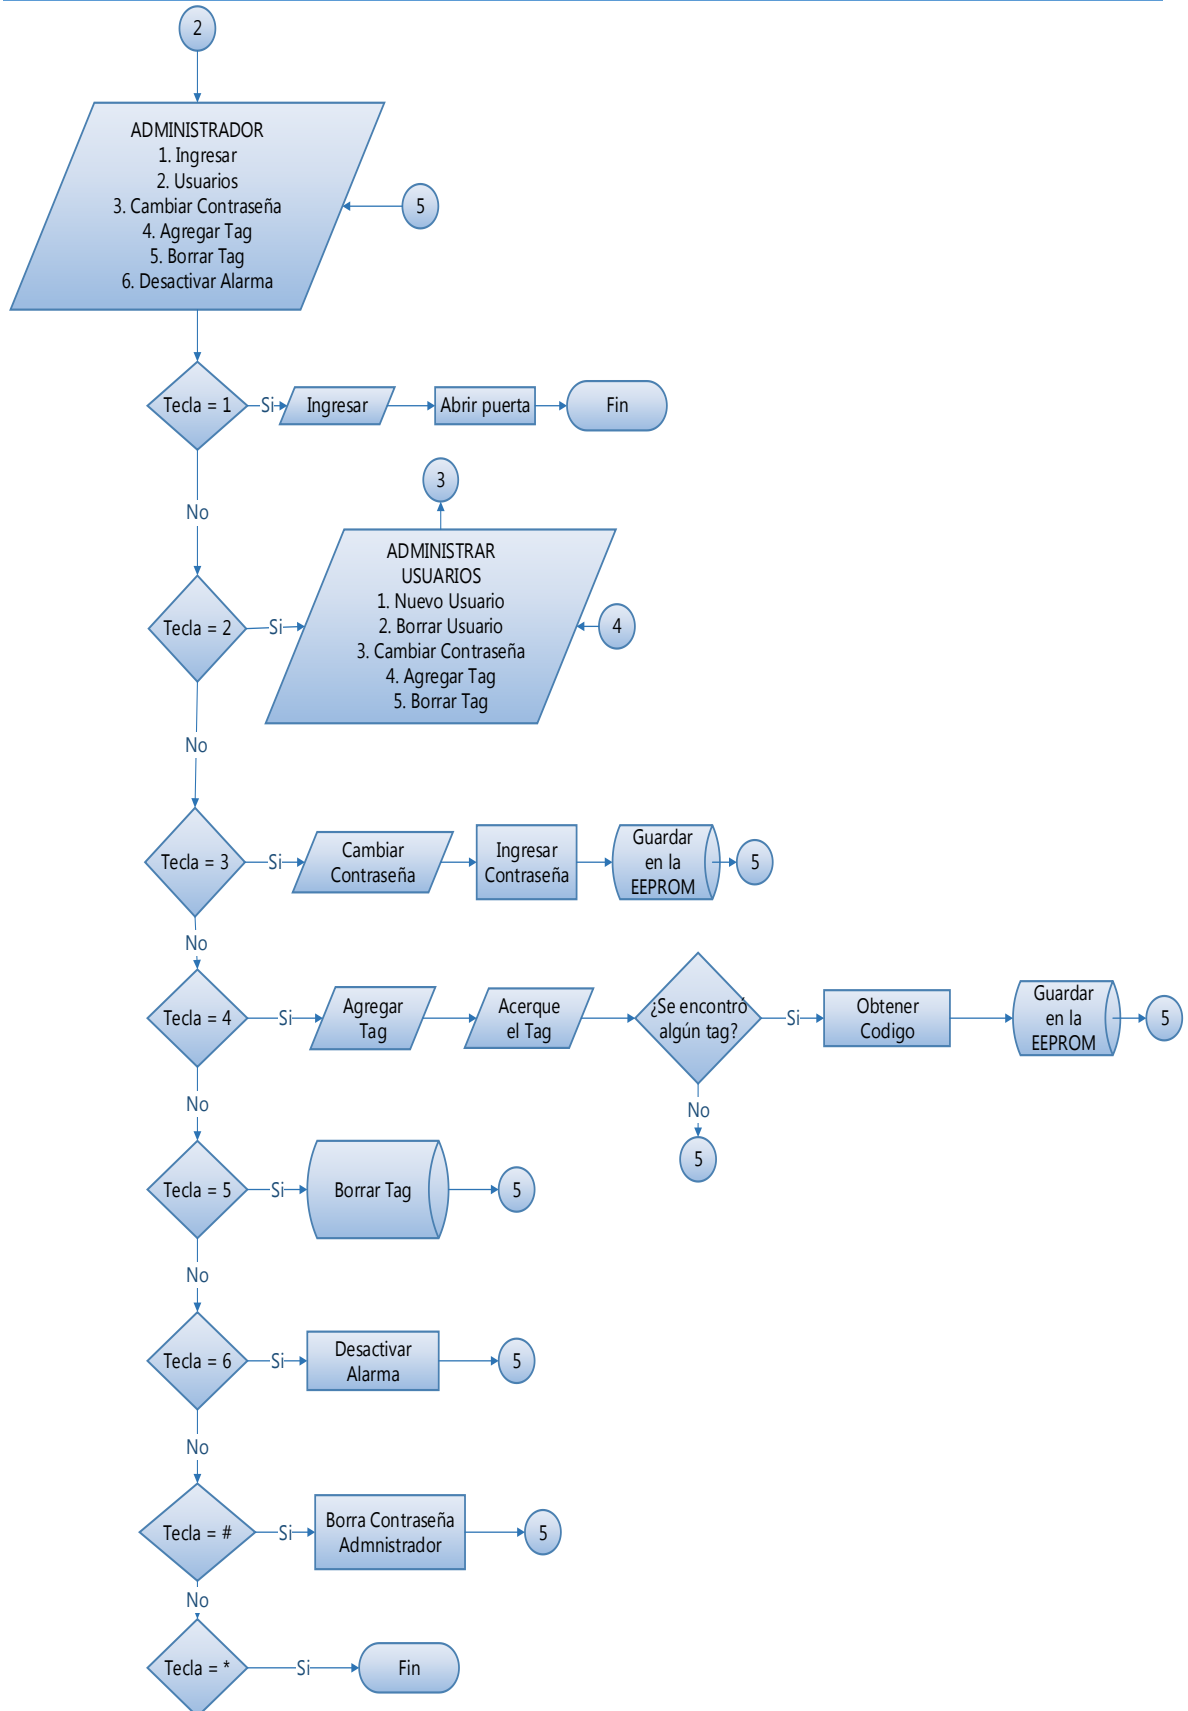 2
ADMINISTRADOR
1. Ingresar
2. Usuarios
3. Cambiar Contraseña
4. Agregar Tag
5. Borrar Tag
6. Desactivar Alarma
5
Tecla = 1
Si
Ingresar
Abrir puerta
Fin
No
3
ADMINISTRAR
USUARIOS
1. Nuevo Usuario
2. Borrar Usuario
3. Cambiar Contraseña
4. Agregar Tag
5. Borrar Tag
4
Tecla = 2
Si
No
Tecla = 3
Si
Cambiar
Contraseña
Ingresar
Contraseña
Guardar
en la
EEPROM
5
No
Tecla = 4
Si
Agregar
Tag
Acerque
el Tag
¿Se encontró
algún tag?
Si
Obtener
Codigo
Guardar
en la
EEPROM
5
No
5
No
Tecla = 5
Si
Borrar Tag
5
No
Tecla = 6
Si
Desactivar
Alarma
5
No
Tecla = #
Si
Borra Contraseña
Admnistrador
5
No
Tecla = *
Si
Fin